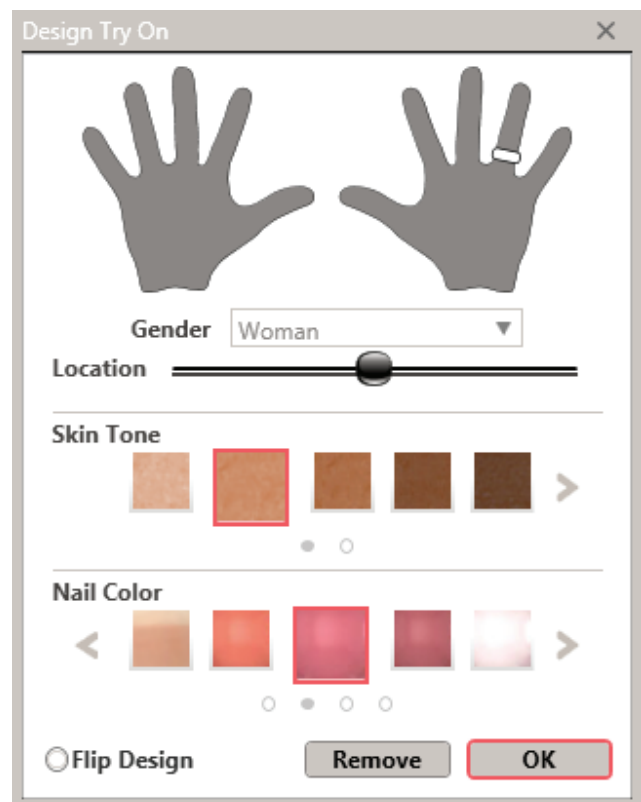 Design Try On
Gender Woman
Location
Skin Tone
Nail Color
Flip Design Remove OK